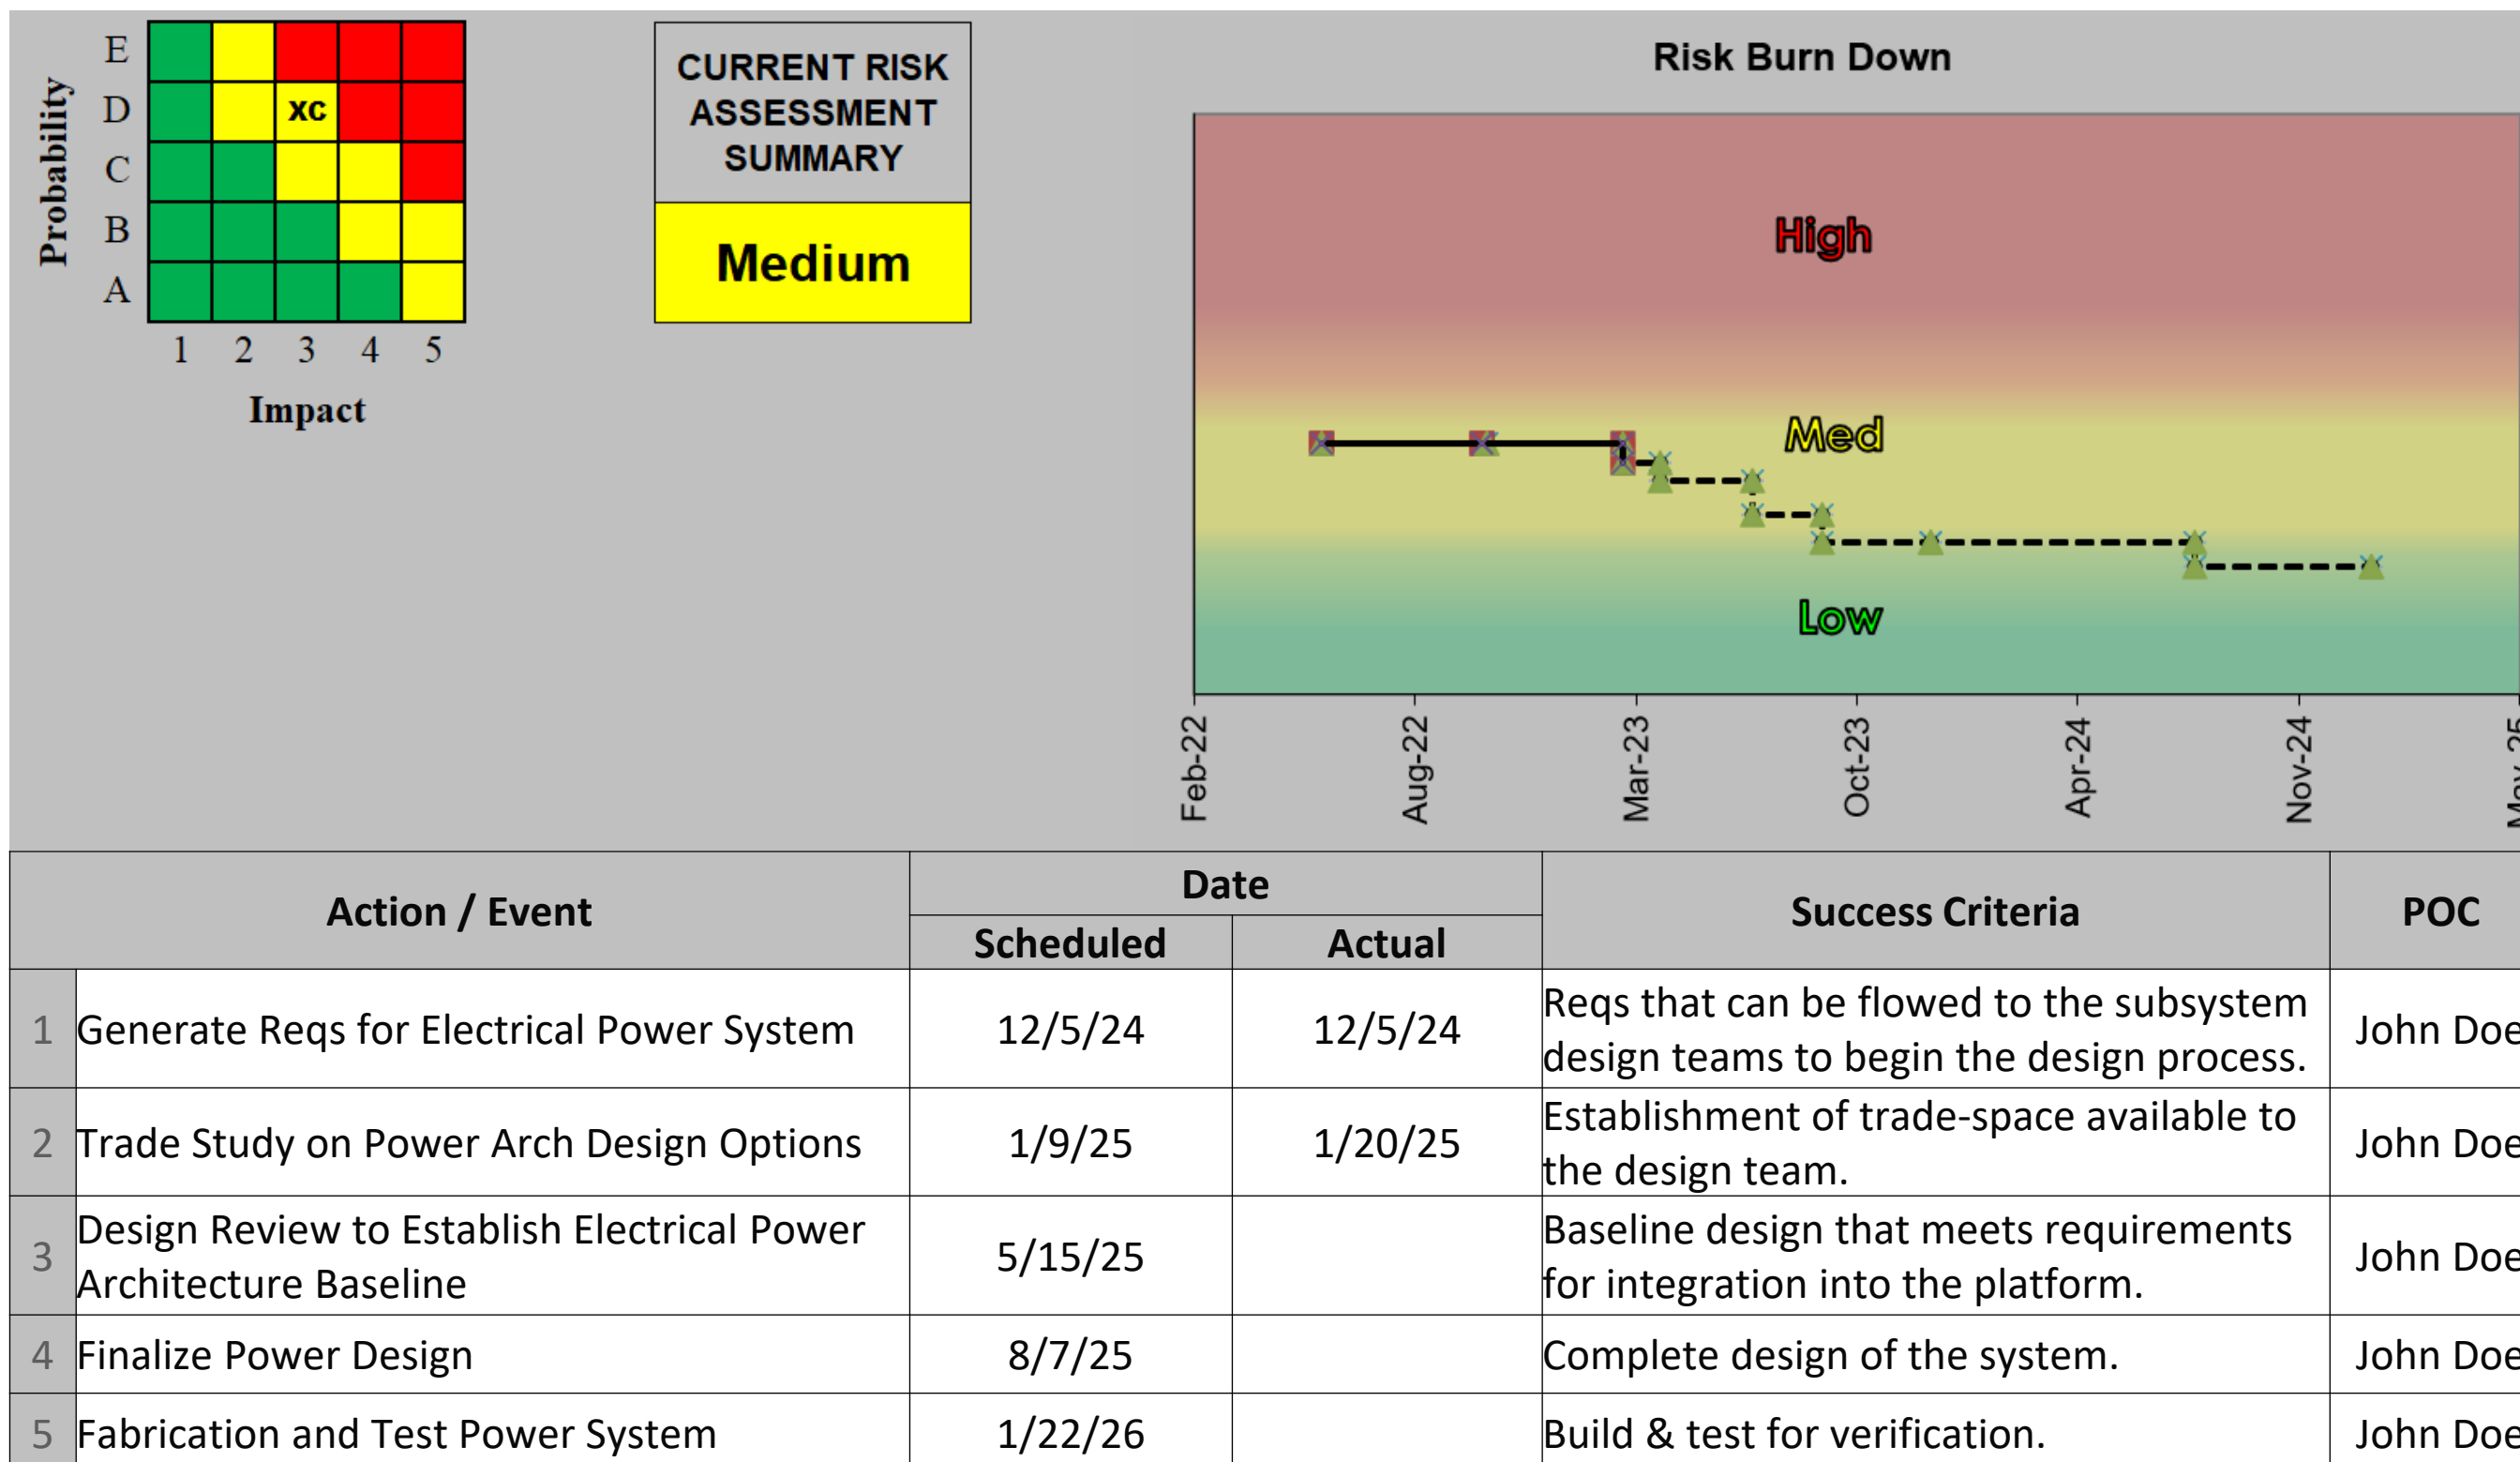 Probability
E
D
xc
C
B
A
1 2 3 4 5
Impact
CURRENT RISK
ASSESSMENT
SUMMARY
Medium
Risk Burn Down
High
Med
Low
Feb-22
Aug-22
Mar-23
Oct-23
Apr-24
Nov-24
Action / Event
Date
Scheduled
Actual
Success Criteria
POC
1
Generate Reqs for Electrical Power System
12/5/24
12/5/24
Reqs that can be flowed to the subsystem
design teams to begin the design process.
John Doe
2
Trade Study on Power Arch Design Options
1/9/25
1/20/25
Establishment of trade-space available to
the design team.
John Doe
3
Design Review to Establish Electrical Power
Architecture Baseline
5/15/25
Baseline design that meets requirements
for integration into the platform.
John Doe
4
Finalize Power Design
8/7/25
Complete design of the system.
John Doe
5
Fabrication and Test Power System
1/22/26
Build & test for verification.
John Doe